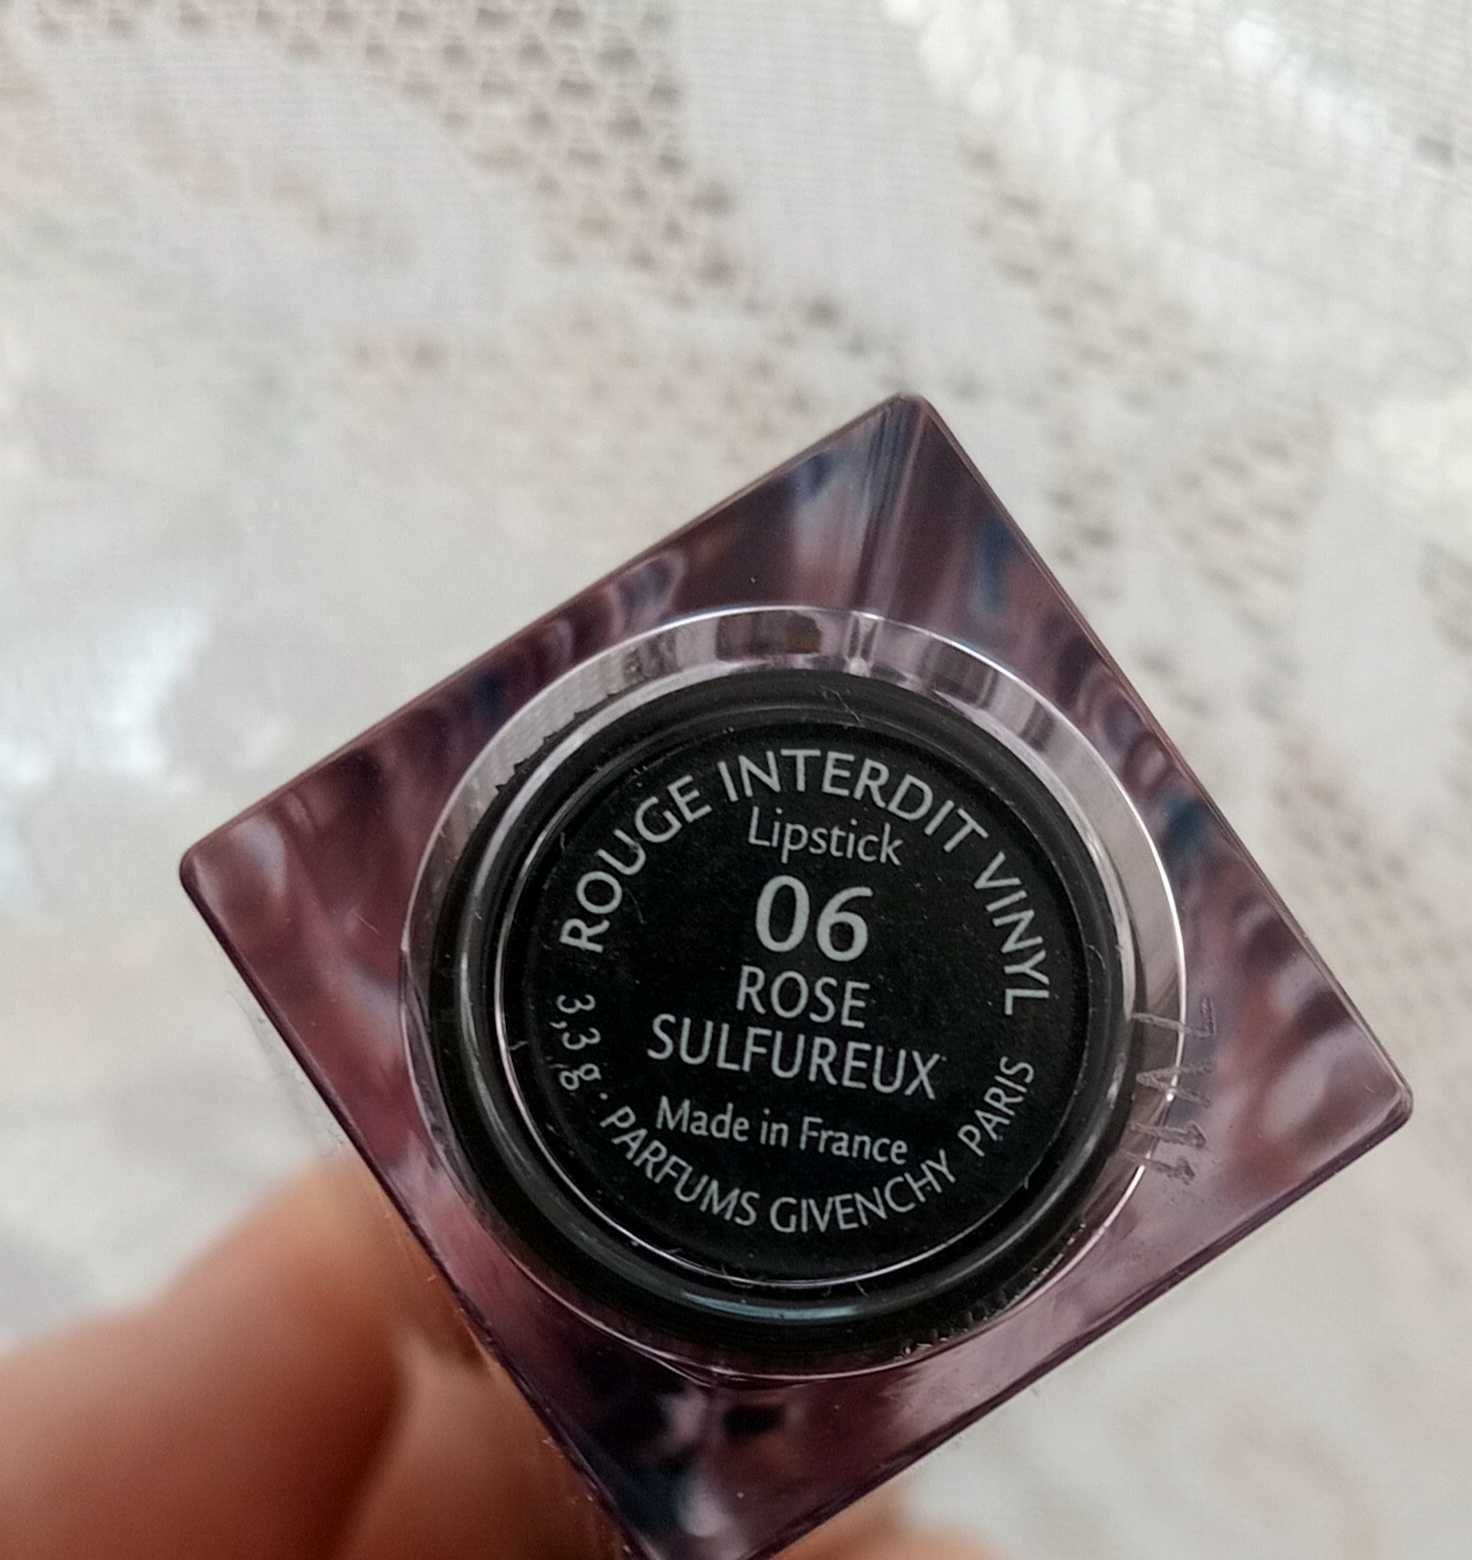 ROUGE INTERDIT VINYL
Lipstick
06
ROSE
SULFUREUX
Made in France
3,3 g • PARFUMS GIVENCHY PARIS